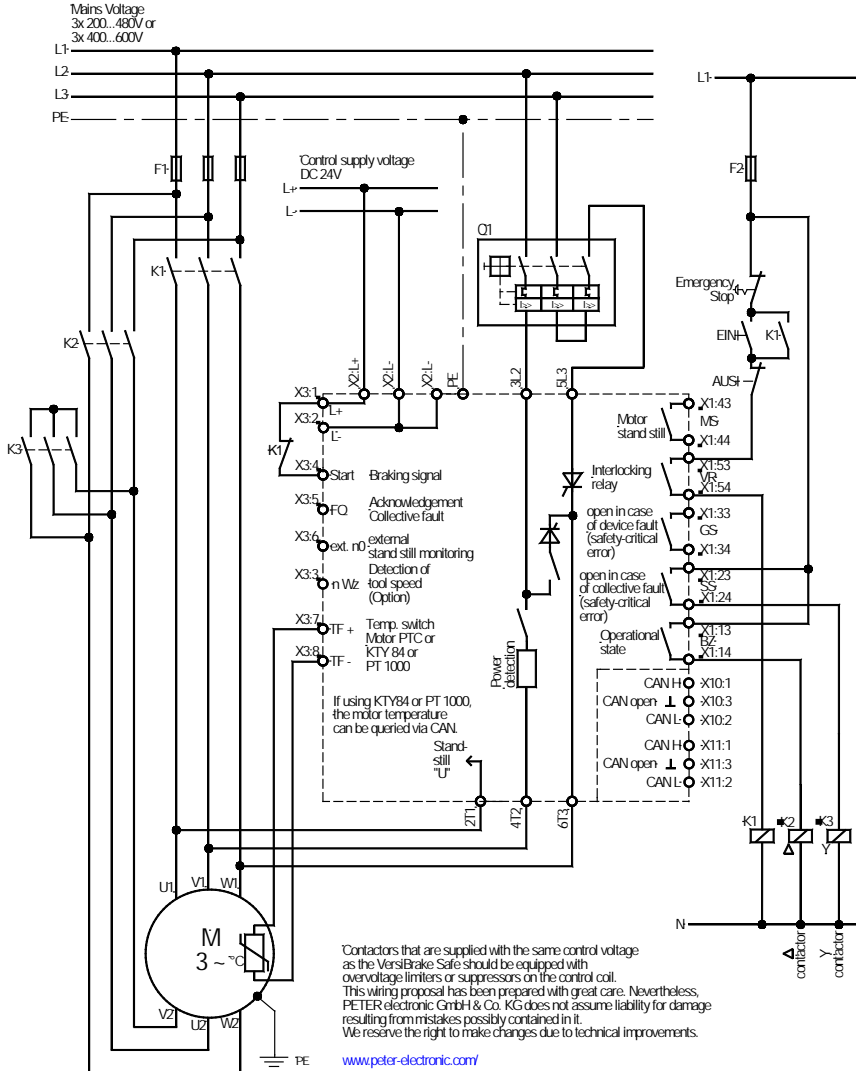 Mains Voltage
3x 200...480V or
3x 400...600V
L1
L2
L3
PE
L1
F1
Control supply voltage
DC 24V
L+
L-
F2
Q1
K1
Emergency
Stop
EIN
K1
AUS
K2
K3
X2:L+
X2:L-
X2:L-
PE
3L2
5L3
X3:1
L+
X3:2
L-
K1
X3:4
Start
Braking signal
X3:5
FQ
Acknowledgement
Collective fault
X3:6
ext. n0
external
stand still monitoring
X3:3
n Wz
Detection of
tool speed
(Option)
X3:7
TF +
Temp. switch
Motor PTC or
KTY 84 or
PT 1000
X3:8
TF -
If using KTY84 or PT 1000,
the motor temperature
can be queried via CAN.
Stand-
still
"U"
Power
detection
Motor
stand still
X1:43
MS
X1:44
Interlocking
relay
X1:53
VR
X1:54
open in case
of device fault
(safety-critical
error)
X1:33
GS
X1:34
open in case
of collective fault
(safety-critical
error)
X1:23
SS
X1:24
Operational
state
X1:13
BZ
X1:14
CAN H
X10:1
CAN open
X10:3
CAN L
X10:2
CAN H
X11:1
CAN open
X11:3
CAN L
X11:2
2T1
4T2
6T3
K1
K2
Δ
K3
Y
N
Δ
contactor
Y
contactor
U1
V1
W1
M
3 ~
°C
V2
U2
W2
PE
Contactors that are supplied with the same control voltage
as the VersiBrake Safe should be equipped with
overvoltage limiters or suppressors on the control coil.
This wiring proposal has been prepared with great care. Nevertheless,
PETER electronic GmbH & Co. KG does not assume liability for damage
resulting from mistakes possibly contained in it.
We reserve the right to make changes due to technical improvements.
www.peter-electronic.com/